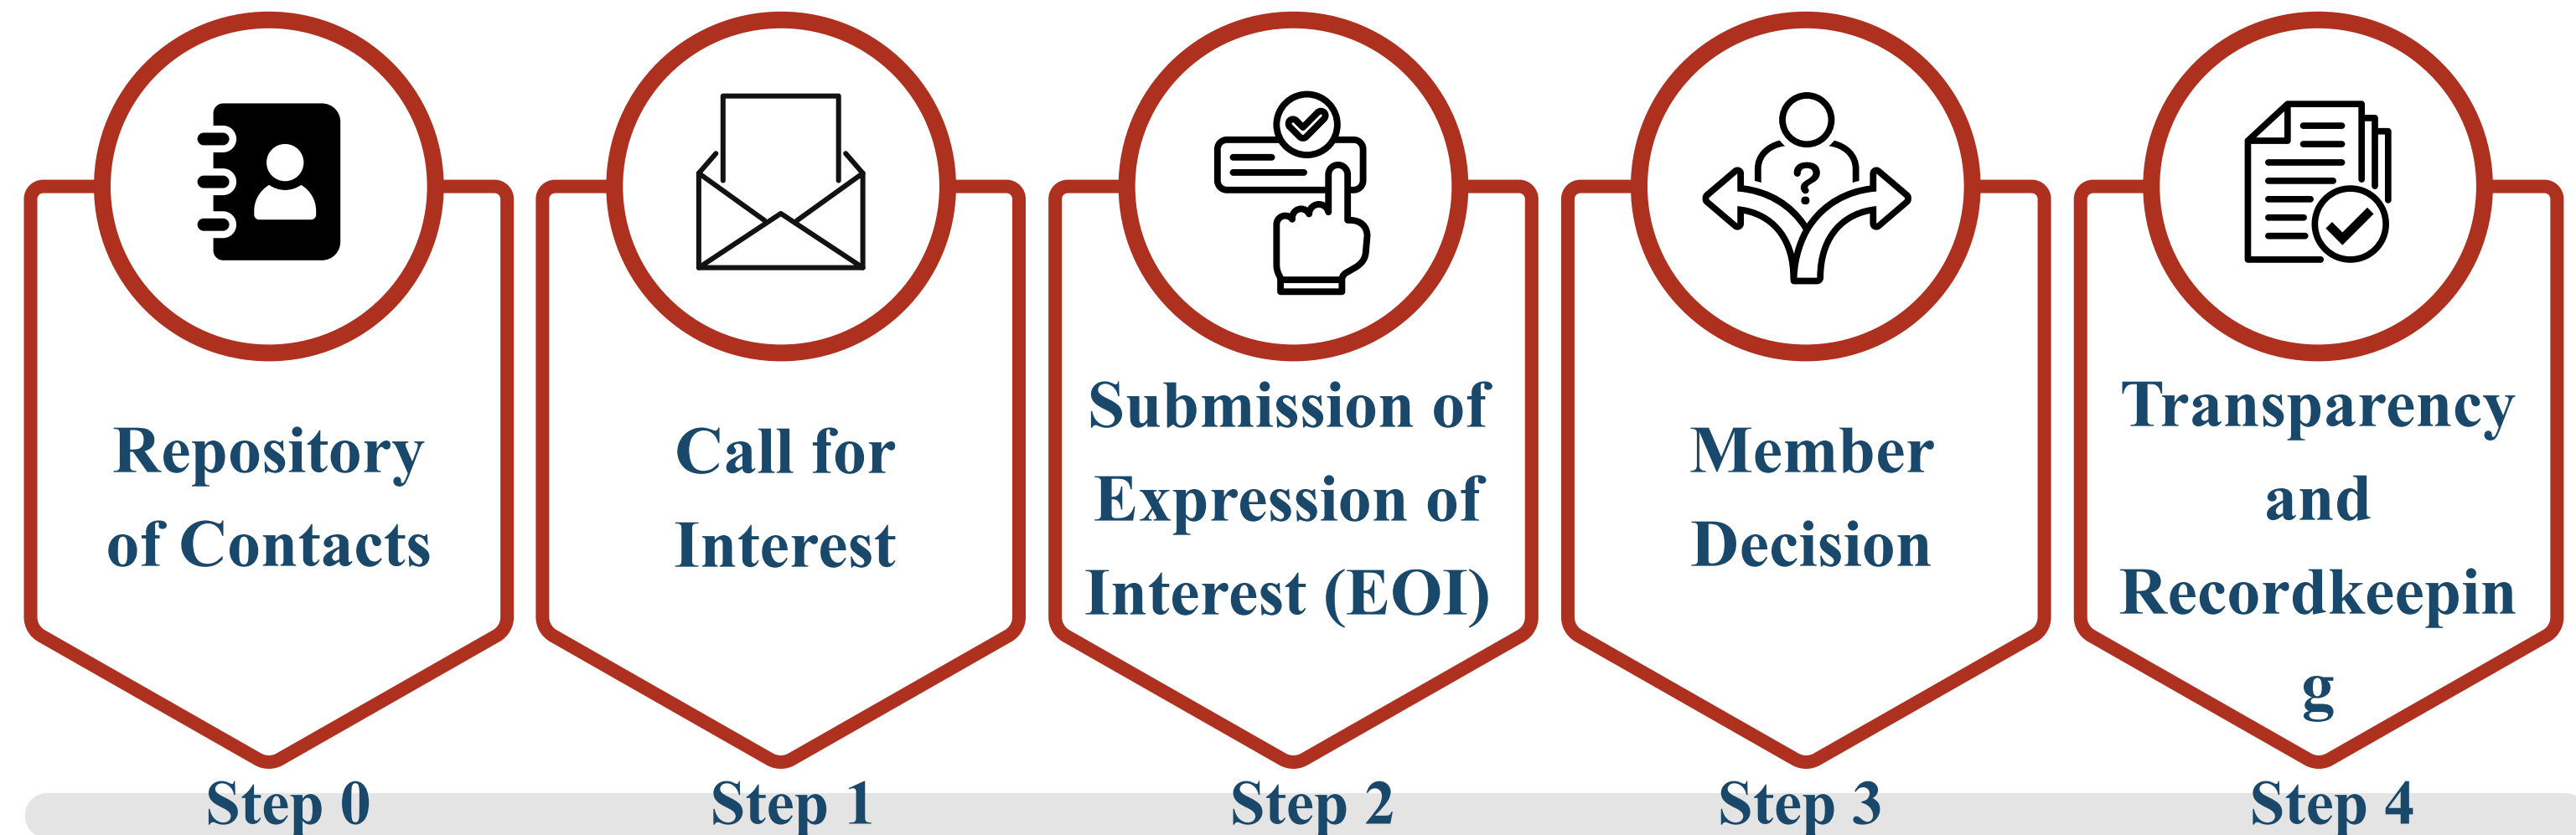 Repository
of Contacts
Step 0
Call for
Interest
Step 1
Submission of
Expression of
Interest (EOI)
Step 2
?
Member
Decision
Step 3
Transparency
and
Recordkeepin
g
Step 4